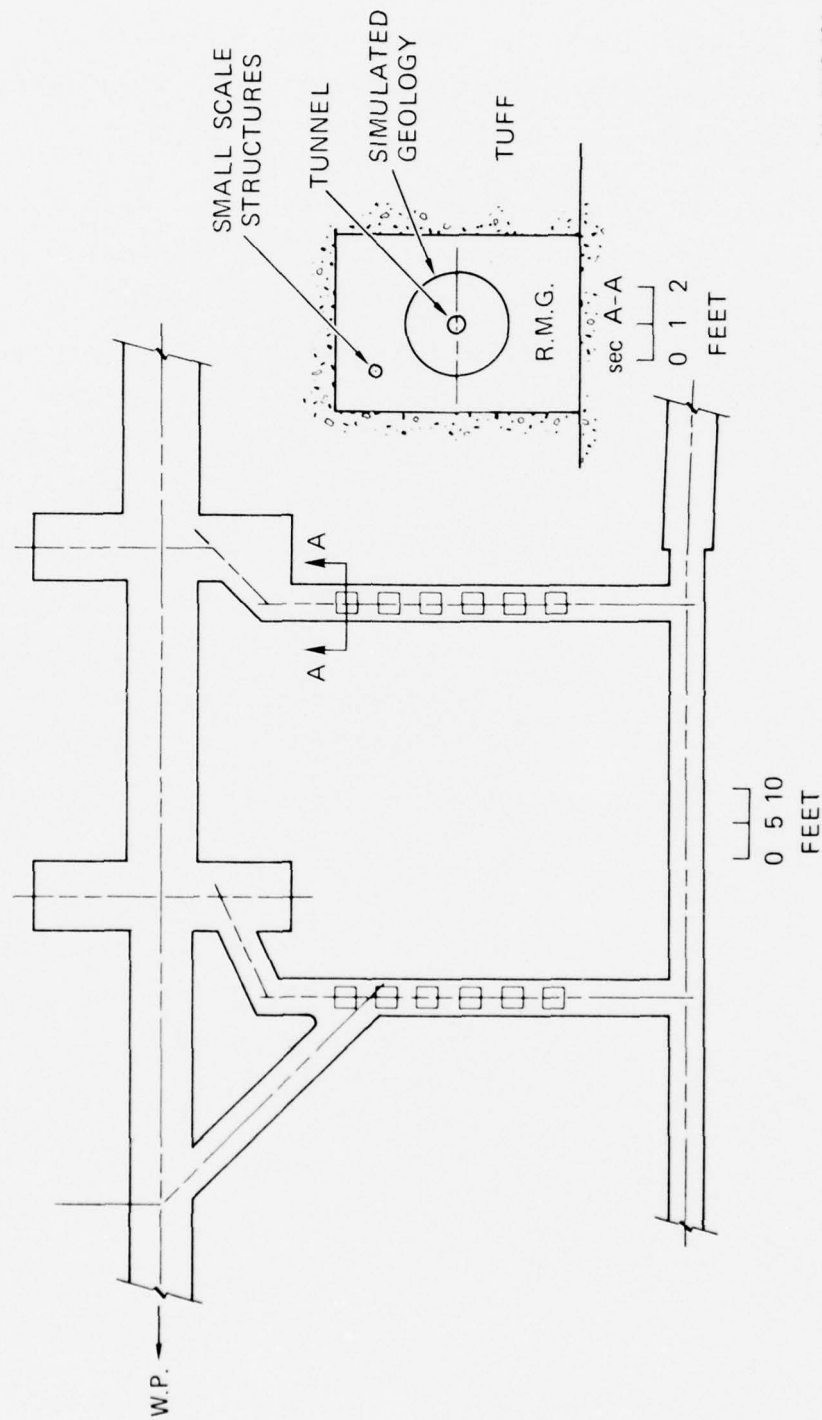 SMALL SCALE
STRUCTURES
TUNNEL
SIMULATED
GEOLOGY
TUFF
R.M.G.
sec A-A
0 1 2
FEET
A
A
0 5 10
FEET
W.P.